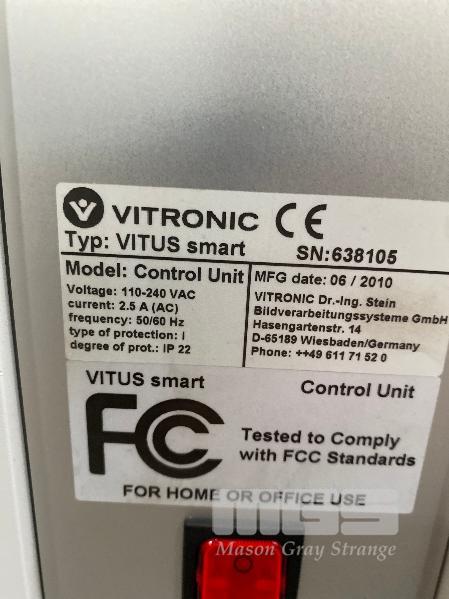 VITRONIC CE
Typ: VITUS smart SN:638105
Model: Control Unit
Voltage: 110-240 VAC
current: 2.5 A (AC)
frequency: 50/60 Hz
type of protection: I
degree of prot.: IP 22
MFG date: 06 / 2010
VITRONIC Dr.-Ing. Stein
Bildverarbeitungssysteme GmbH
Hasengartenstr. 14
D-65189 Wiesbaden/Germany
Phone: ++49 611 71 52 0
VITUS smart Control Unit
FC
Tested to Comply
with FCC Standards
FOR HOME OR OFFICE USE
MGS
Mason Gray Strange